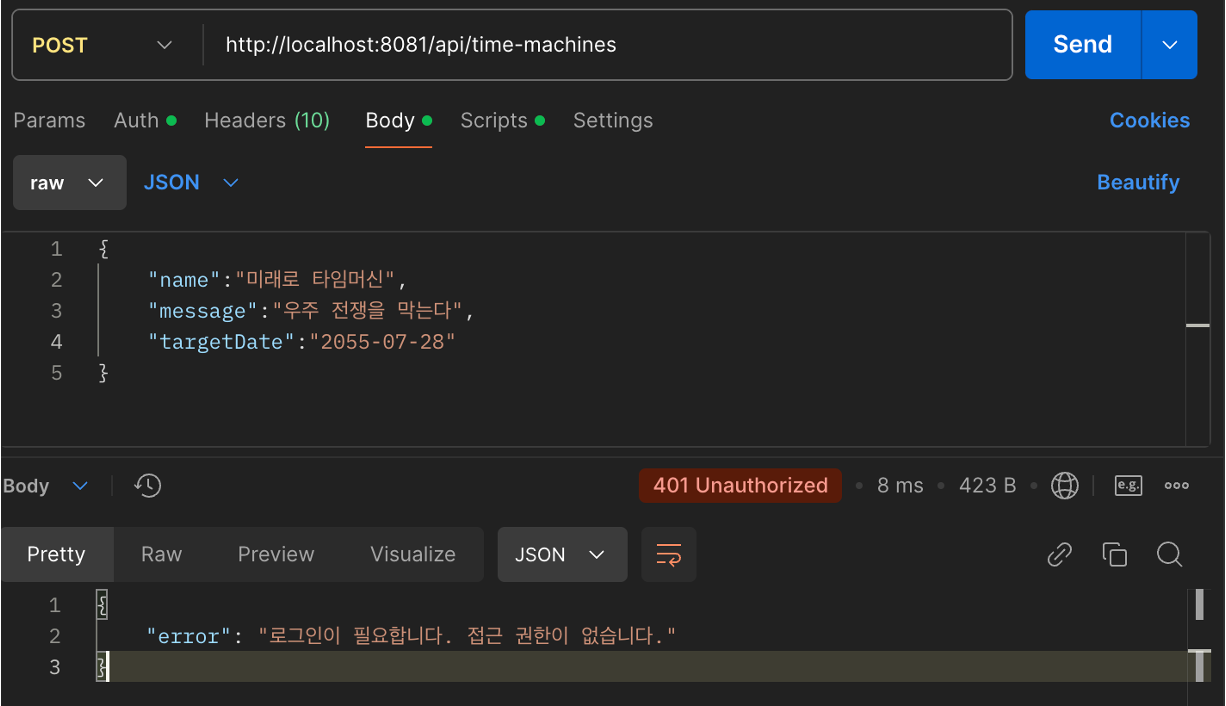 POST http://localhost:8081/api/time-machines Send
Params Auth Headers (10) Body Scripts Settings Cookies
raw JSON Beautify
1 {
2 "name":"미래로 타임머신",
3 "message":"우주 전쟁을 막는다",
4 "targetDate":"2055-07-28"
5 }
Body 401 Unauthorized 8 ms 423 B e.g.
Pretty Raw Preview Visualize JSON
1 {
2 "error": "로그인이 필요합니다. 접근 권한이 없습니다."
3 }